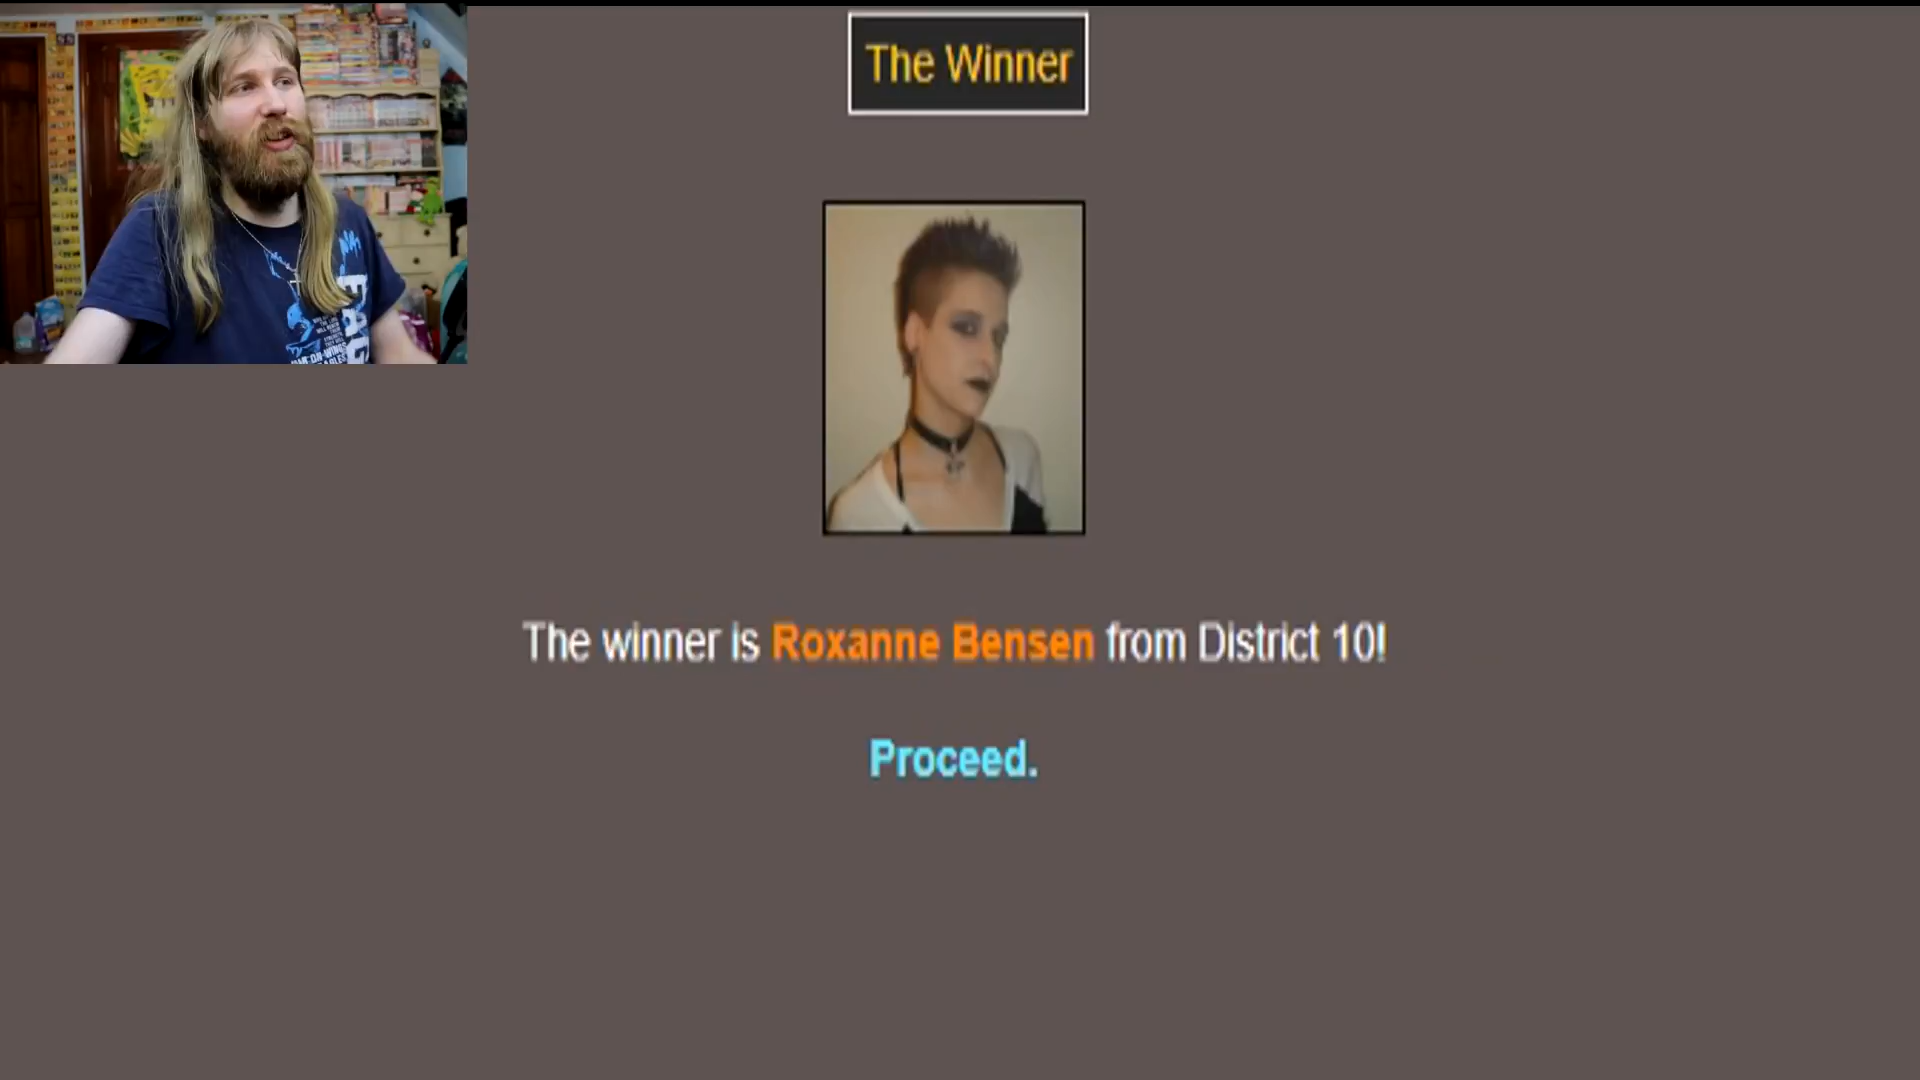 The Winner
The winner is Roxanne Bensen from District 10!
Proceed.